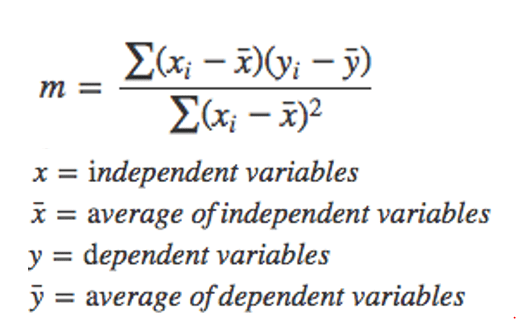 m = ∑(xᵢ − x̄)(yᵢ − ȳ) / ∑(xᵢ − x̄)²
x = independent variables
x̄ = average of independent variables
y = dependent variables
ȳ = average of dependent variables